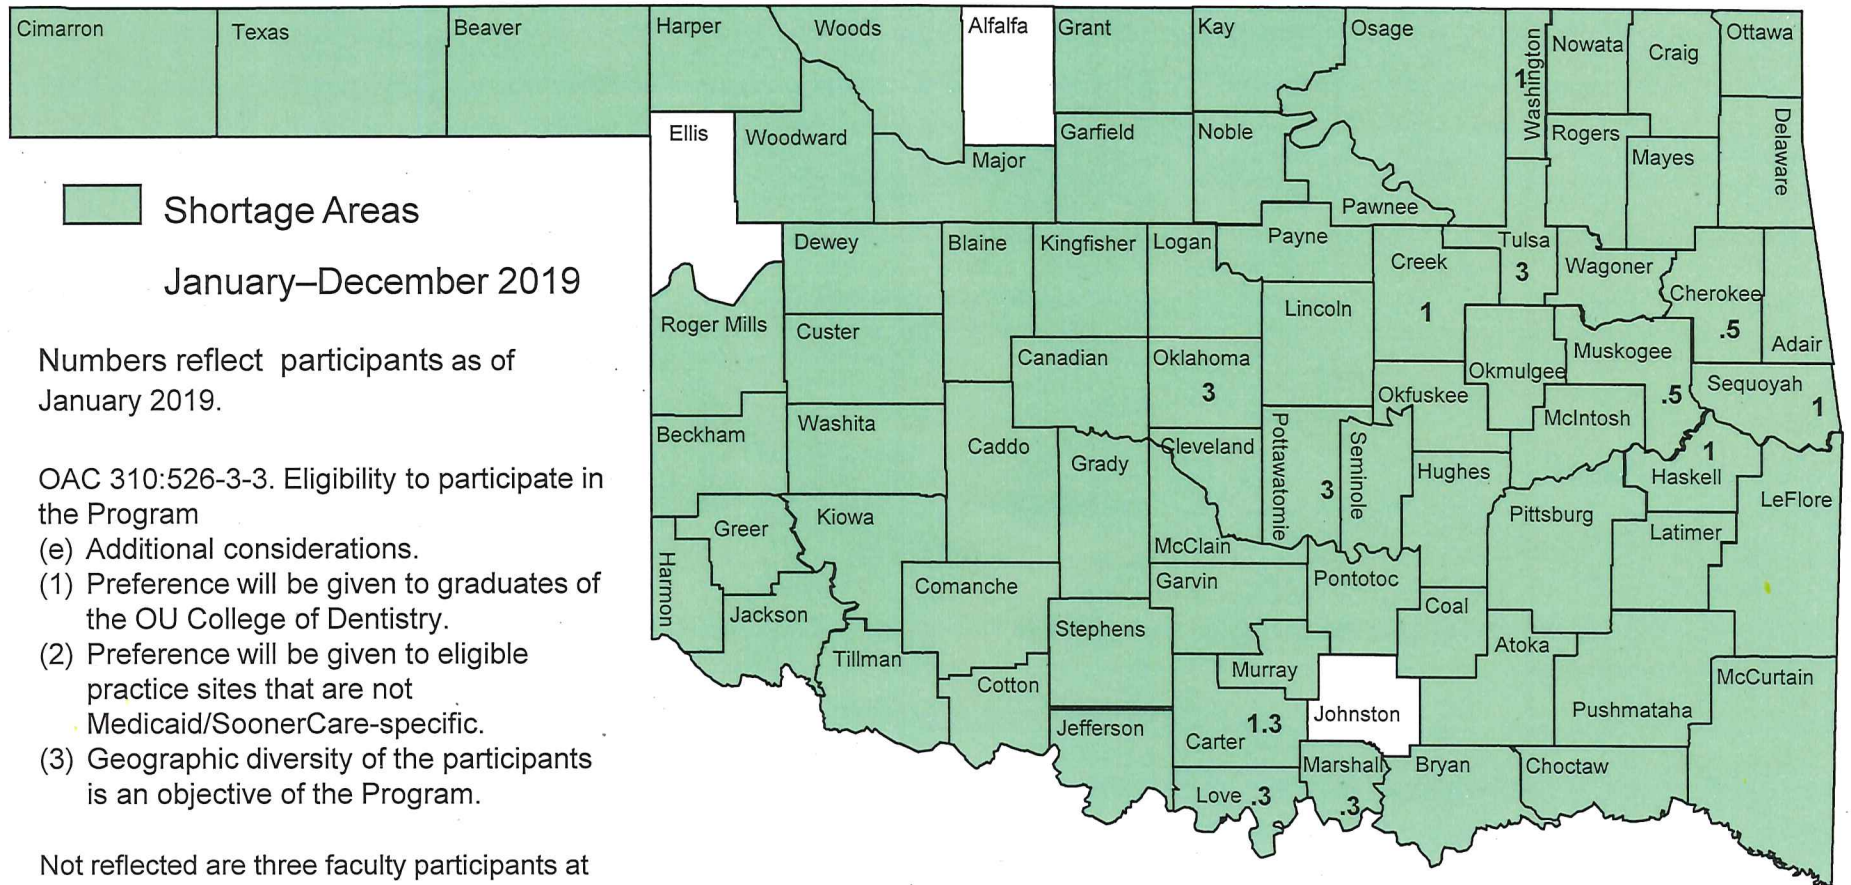 Shortage Areas
January–December 2019
Numbers reflect participants as of
January 2019.
OAC 310:526-3-3. Eligibility to participate in
the Program
(e) Additional considerations.
(1) Preference will be given to graduates of
the OU College of Dentistry.
(2) Preference will be given to eligible
practice sites that are not
Medicaid/SoonerCare-specific.
(3) Geographic diversity of the participants
is an objective of the Program.
Not reflected are three faculty participants at
Cimarron
Texas
Beaver
Harper
Woods
Alfalfa
Grant
Kay
Osage
Washington
1
Nowata
Craig
Ottawa
Ellis
Woodward
Major
Garfield
Noble
Pawnee
Rogers
Mayes
Delaware
Dewey
Blaine
Kingfisher
Logan
Payne
Creek
1
Tulsa
3
Wagoner
Cherokee
.5
Adair
Roger Mills
Custer
Canadian
Oklahoma
3
Lincoln
Okmulgee
Muskogee
.5
Sequoyah
1
Okfuskee
McIntosh
Beckham
Washita
Caddo
Grady
Cleveland
Pottawatomie
3
Seminole
Hughes
Haskell
1
LeFlore
Greer
Kiowa
McClain
Pittsburg
Latimer
Harmon
Jackson
Comanche
Garvin
Pontotoc
Coal
Stephens
Atoka
Tillman
Cotton
Murray
Johnston
Pushmataha
McCurtain
Jefferson
Carter
1.3
Love .3
Marshall
.3
Bryan
Choctaw